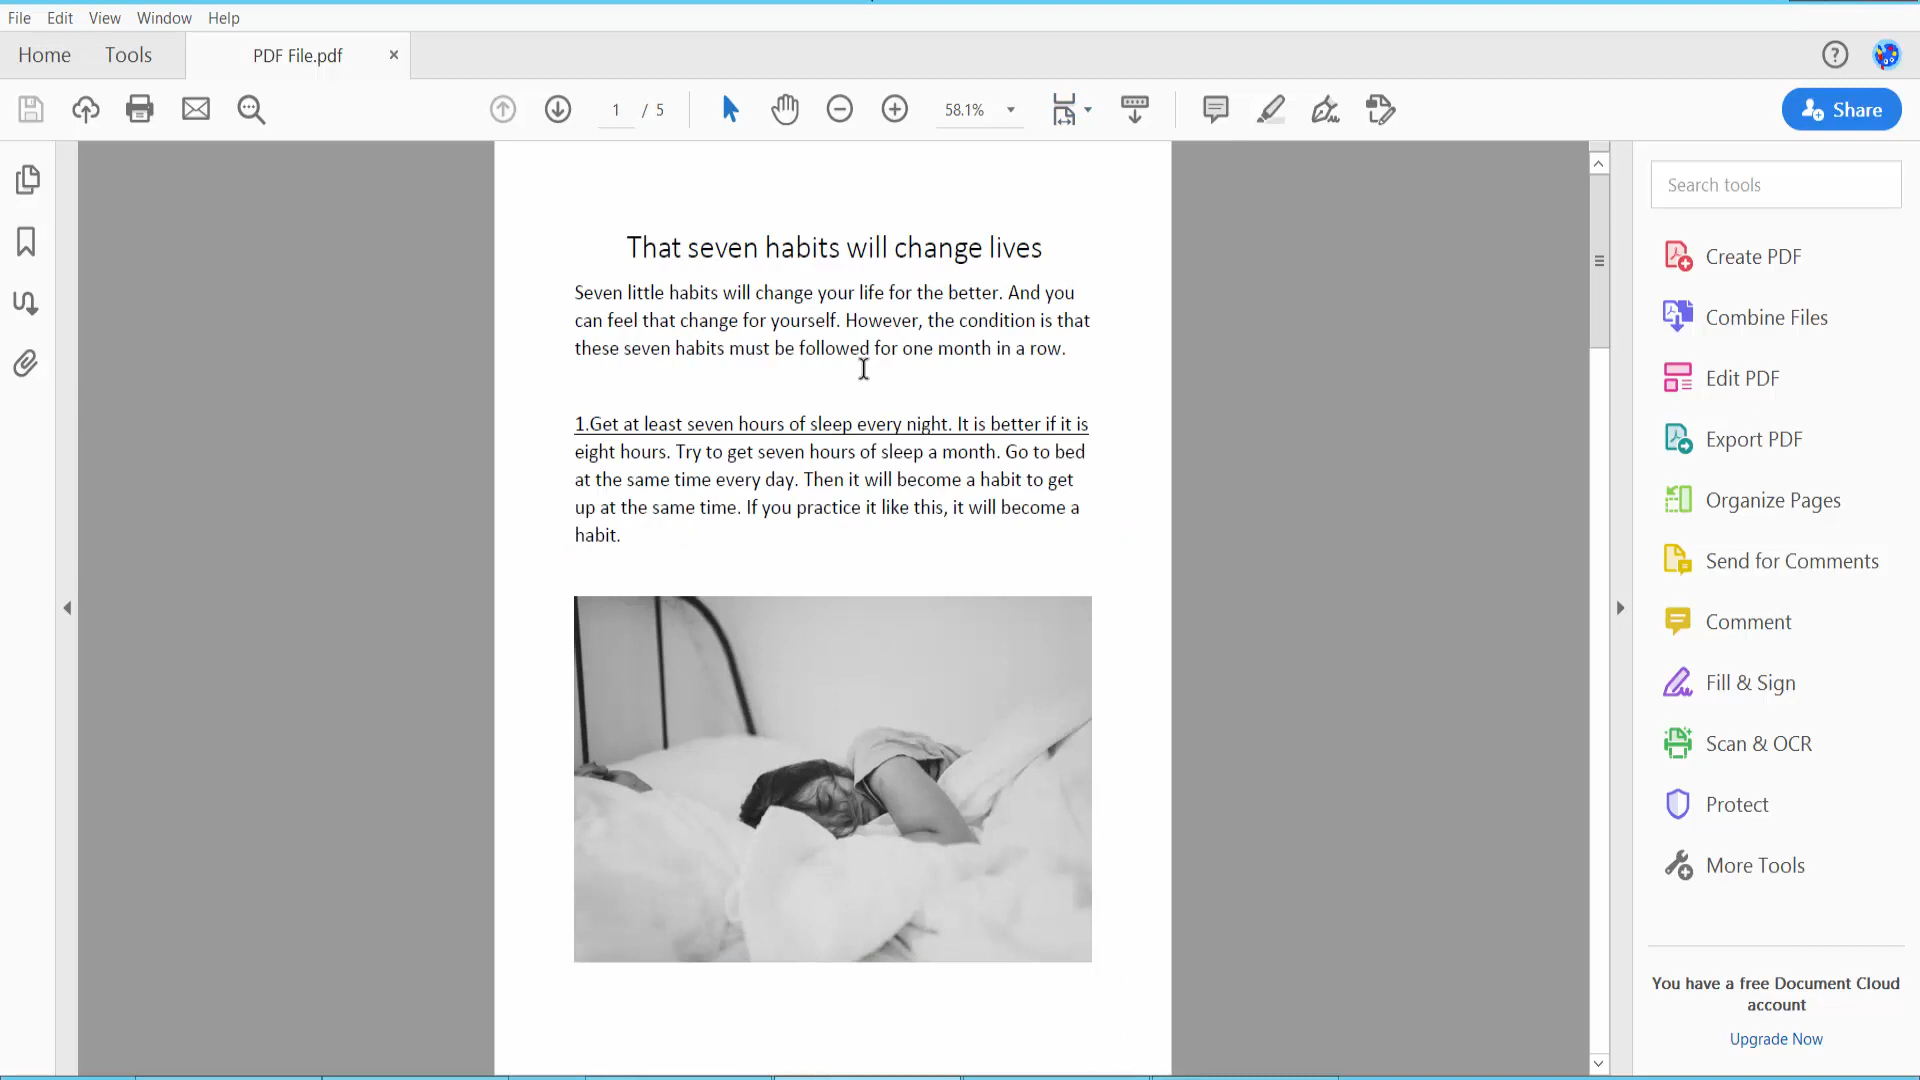 File Edit View Window Help
Home Tools PDF File.pdf
1 / 5 58.1% Share
Search tools
Create PDF
Combine Files
Edit PDF
Export PDF
Organize Pages
Send for Comments
Comment
Fill & Sign
Scan & OCR
Protect
More Tools
You have a free Document Cloud
account
Upgrade Now
That seven habits will change lives
Seven little habits will change your life for the better. And you
can feel that change for yourself. However, the condition is that
these seven habits must be followed for one month in a row.
1.Get at least seven hours of sleep every night. It is better if it is
eight hours. Try to get seven hours of sleep a month. Go to bed
at the same time every day. Then it will become a habit to get
up at the same time. If you practice it like this, it will become a
habit.